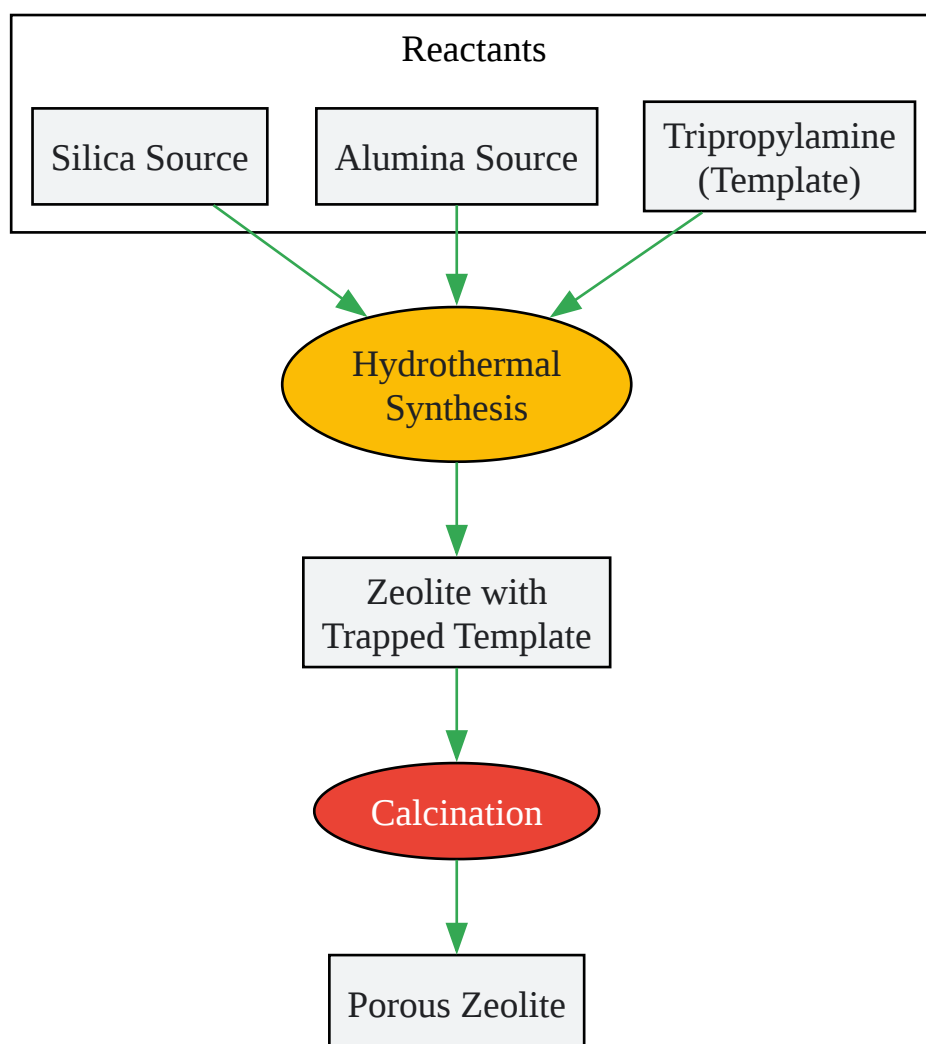 Reactants
Silica Source
Alumina Source
Tripropylamine
(Template)
Hydrothermal
Synthesis
Zeolite with
Trapped Template
Calcination
Porous Zeolite